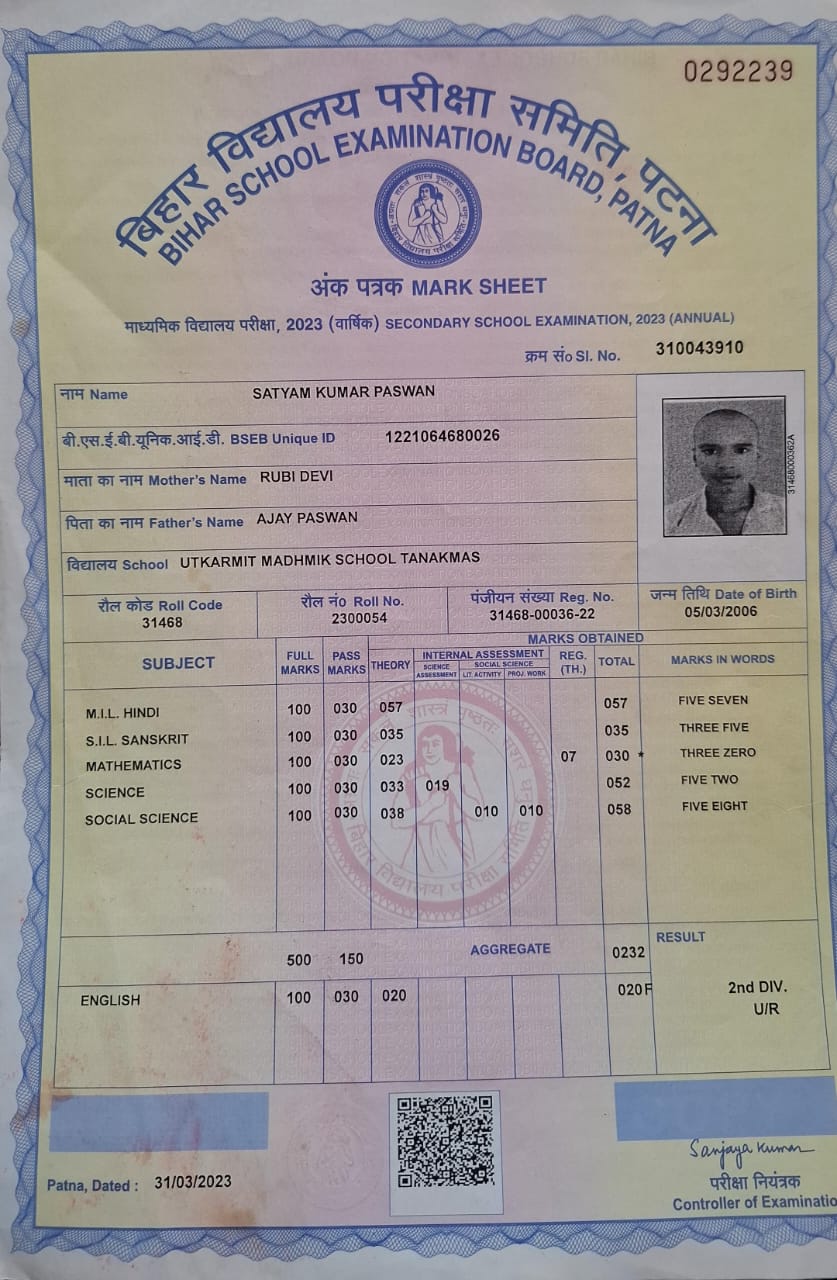 0292239
बिहार विद्यालय परीक्षा समिति, पटना
BIHAR SCHOOL EXAMINATION BOARD, PATNA
अंक पत्रक MARK SHEET
माध्यमिक विद्यालय परीक्षा, 2023 (वार्षिक) SECONDARY SCHOOL EXAMINATION, 2023 (ANNUAL)
क्रम सं० Sl. No. 310043910
नाम Name SATYAM KUMAR PASWAN
बी.एस.ई.बी.यूनिक.आई.डी. BSEB Unique ID 1221064680026
माता का नाम Mother's Name RUBI DEVI
पिता का नाम Father's Name AJAY PASWAN
विद्यालय School UTKARMIT MADHMIK SCHOOL TANAKMAS
31468000362A
रौल कोड Roll Code रौल नं० Roll No. पंजीयन संख्या Reg. No. जन्म तिथि Date of Birth
31468 2300054 31468-00036-22 05/03/2006
MARKS OBTAINED
SUBJECT FULL MARKS PASS MARKS THEORY INTERNAL ASSESSMENT REG. (TH.) TOTAL MARKS IN WORDS
SCIENCE ASSESSMENT SOCIAL SCIENCE LIT. ACTIVITY PROJ. WORK
M.I.L. HINDI 100 030 057 057 FIVE SEVEN
S.I.L. SANSKRIT 100 030 035 035 THREE FIVE
MATHEMATICS 100 030 023 07 030 * THREE ZERO
SCIENCE 100 030 033 019 052 FIVE TWO
SOCIAL SCIENCE 100 030 038 010 010 058 FIVE EIGHT
500 150 AGGREGATE 0232 RESULT
ENGLISH 100 030 020 020F 2nd DIV.
U/R
Patna, Dated : 31/03/2023
Sanjaya Kumar
परीक्षा नियंत्रक
Controller of Examinatio